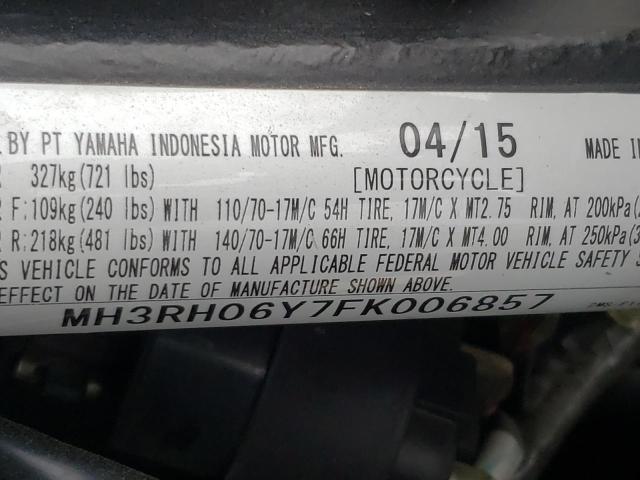 BY PT YAMAHA INDONESIA MOTOR MFG. 04/15 MADE IN
327kg(721 lbs) [MOTORCYCLE]
F:109kg(240 lbs)WITH 110/70-17M/C 54H TIRE, 17M/C X MT2.75 RIM, AT 200kPa(
R:218kg(481 lbs)WITH 140/70-17M/C 66H TIRE, 17M/C X MT4.00 RIM, AT 250kPa(3
VEHICLE CONFORMS TO ALL APPLICABLE FEDERAL MOTOR VEHICLE SAFETY
EFFECT ON THE DATE OF MANUFACTURE SHOWN ABOVE.
MH3RH06Y7FK006857